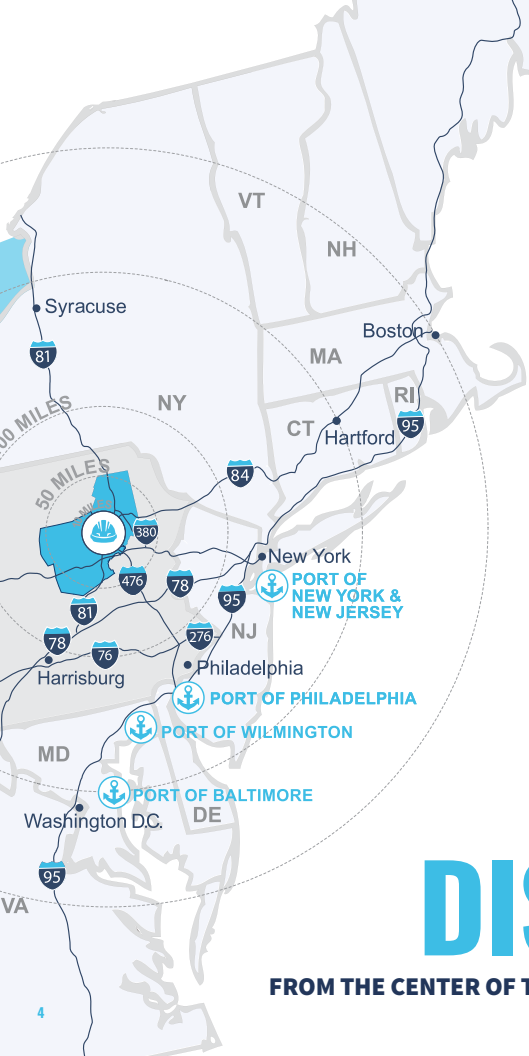 VT
NH
Syracuse
Boston
81
MA
NY
RI
00 MILES
CT
95
Hartford
50 MILES
84
380
New York
476
78
PORT OF
NEW YORK &
NEW JERSEY
95
81
NJ
78
276
76
Philadelphia
Harrisburg
PORT OF PHILADELPHIA
PORT OF WILMINGTON
MD
PORT OF BALTIMORE
DE
Washington D.C.
95
VA
DIS
FROM THE CENTER OF T
4